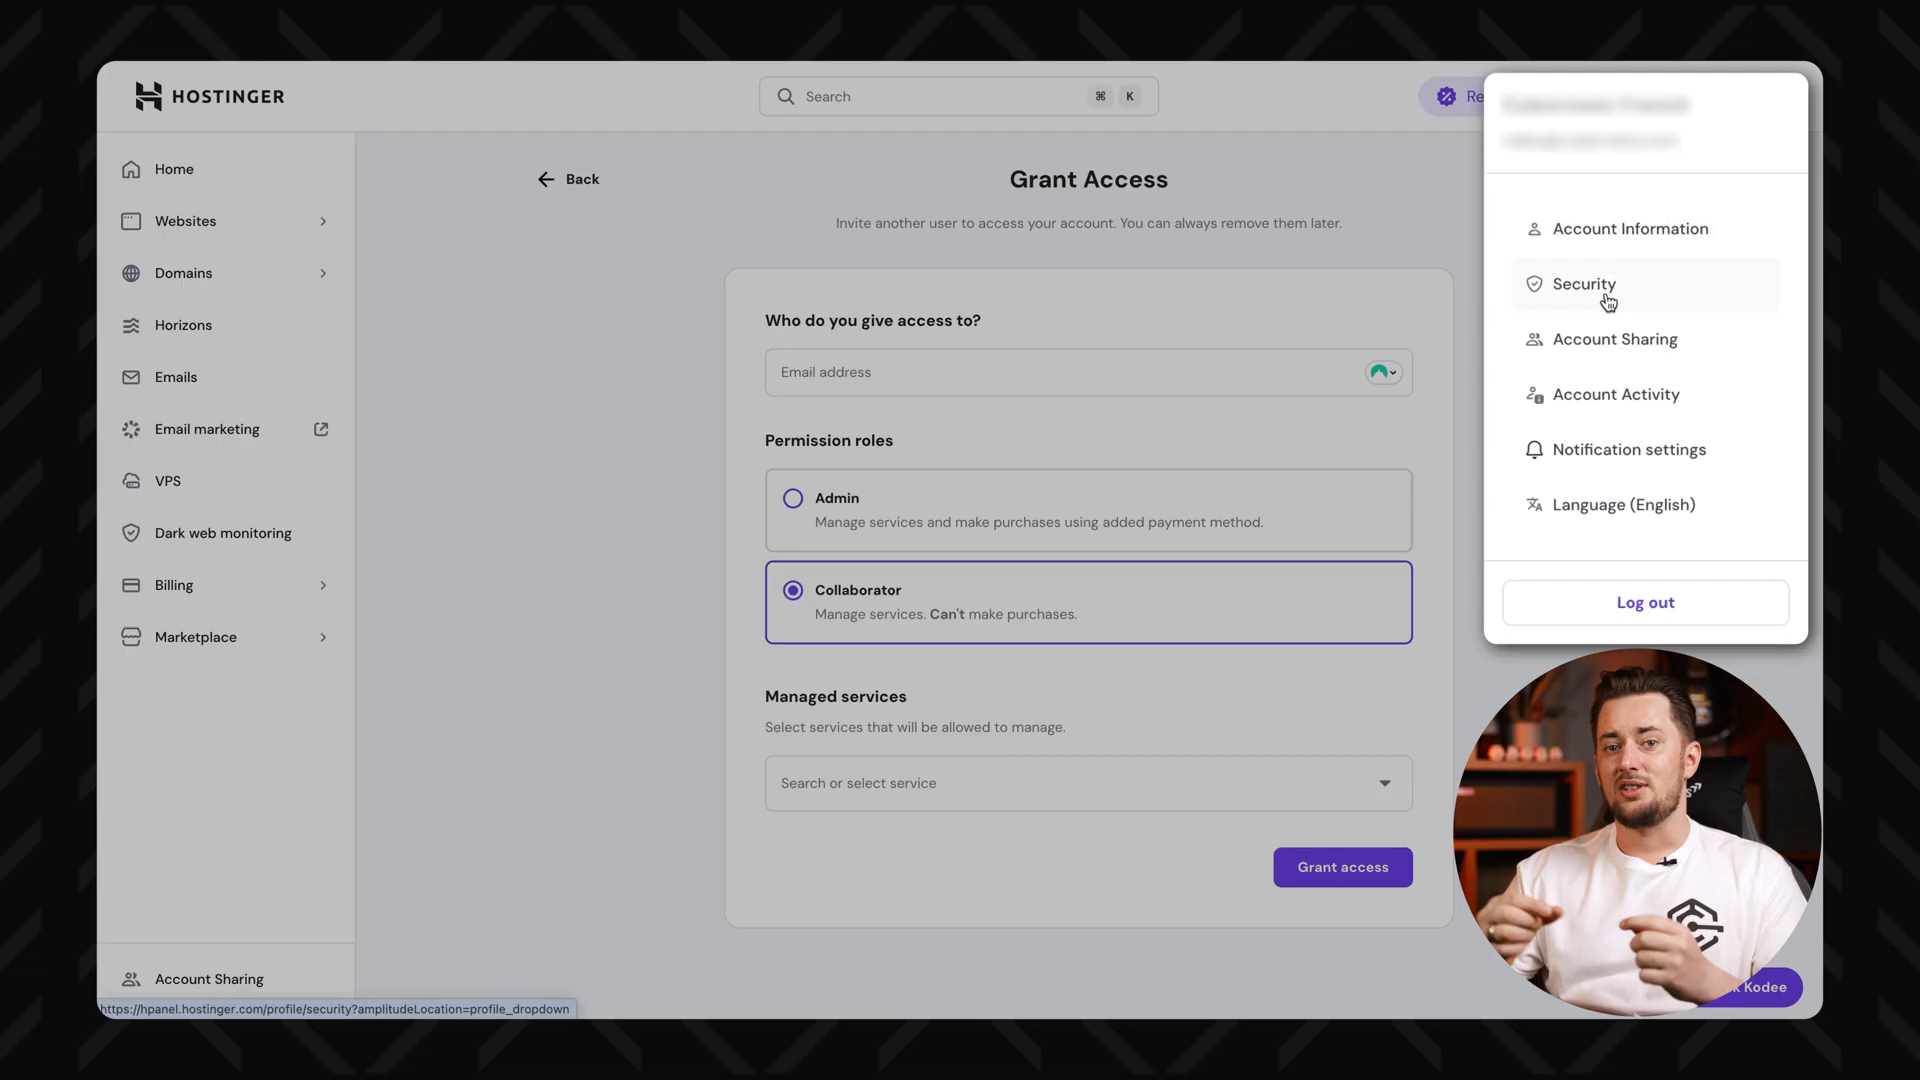 HOSTINGER
Search
⌘ K
Re
Home
Websites
Domains
Horizons
Emails
Email marketing
VPS
Dark web monitoring
Billing
Marketplace
Account Sharing
https://hpanel.hostinger.com/profile/security?amplitudeLocation=profile_dropdown
Back
Grant Access
Invite another user to access your account. You can always remove them later.
Who do you give access to?
Email address
Permission roles
Admin
Manage services and make purchases using added payment method.
Collaborator
Manage services. Can't make purchases.
Managed services
Select services that will be allowed to manage.
Search or select service
Grant access
Account Information
Security
Account Sharing
Account Activity
Notification settings
Language (English)
Log out
Kodee